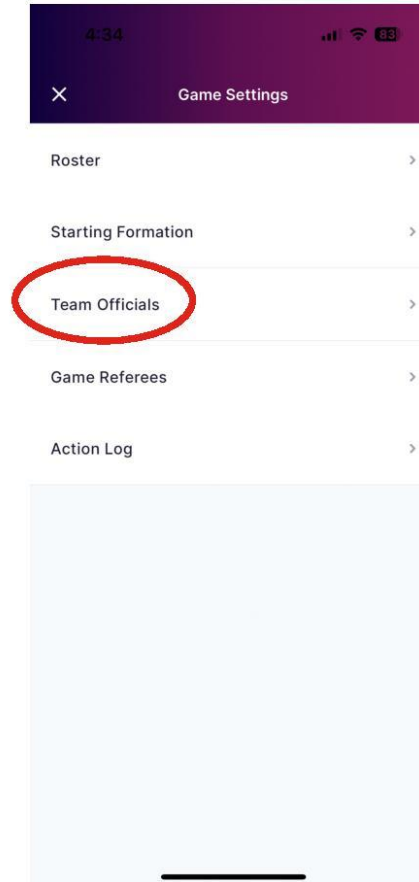 4:34
83
Game Settings
Roster
Starting Formation
Team Officials
Game Referees
Action Log